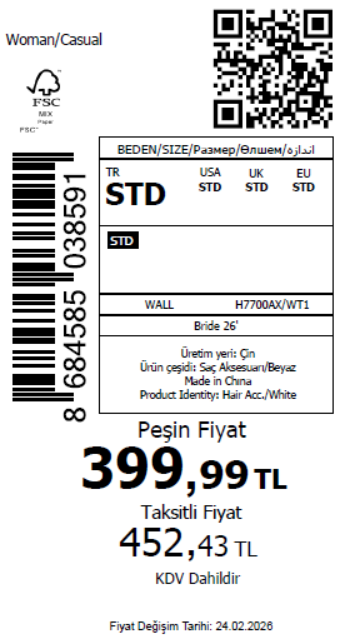 Woman/Casual
FSC
MIX
Paper
FSC™
BEDEN/SIZE/Размер/Өлшем/اندازه
TR USA UK EU
STD STD STD STD
STD
WALL H7700AX/WT1
Bride 26'
Üretim yeri: Çin
Ürün çeşidi: Saç Aksesuarı/Beyaz
Made in China
Product Identity: Hair Acc./White
8 684585 038591
Peşin Fiyat
399,99 TL
Taksitli Fiyat
452,43 TL
KDV Dahildir
Fiyat Değişim Tarihi: 24.02.2026